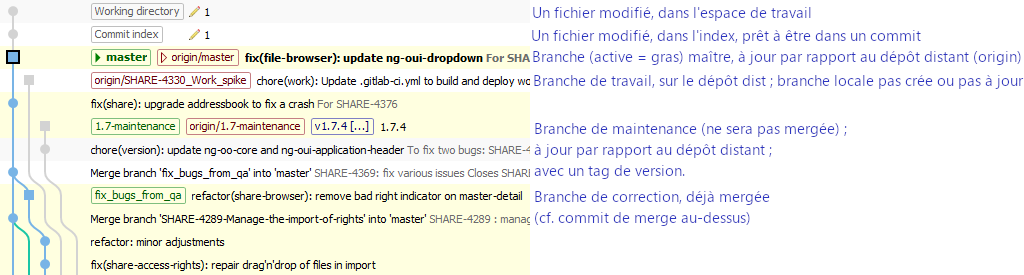 Working directory 1 Un fichier modifié, dans l'espace de travail
Commit index 1 Un fichier modifié, dans l'index, prêt à être dans un commit
master origin/master fix(file-browser): update ng-oui-dropdown For SH Branche (active = gras) maître, à jour par rapport au dépôt distant (origin)
origin/SHARE-4330_Work_spike chore(work): Update .gitlab-ci.yml to build and deploy wo Branche de travail, sur le dépôt dist ; branche locale pas crée ou pas à jour
fix(share): upgrade addressbook to fix a crash For SHARE-4376
1.7-maintenance origin/1.7-maintenance v1.7.4 [...] 1.7.4 Branche de maintenance (ne sera pas mergée) ;
chore(version): update ng-oo-core and ng-oui-application-header To fix two bugs: SHARE-4 à jour par rapport au dépôt distant ;
Merge branch 'fix_bugs_from_qa' into 'master' SHARE-4369: fix various issues Closes SHAR avec un tag de version.
fix_bugs_from_qa refactor(share-browser): remove bad right indicator on master-detail Branche de correction, déjà mergée
Merge branch 'SHARE-4289-Manage-the-import-of-rights' into 'master' SHARE-4289 : manag (cf. commit de merge au-dessus)
refactor: minor adjustments
fix(share-access-rights): repair drag'n'drop of files in import